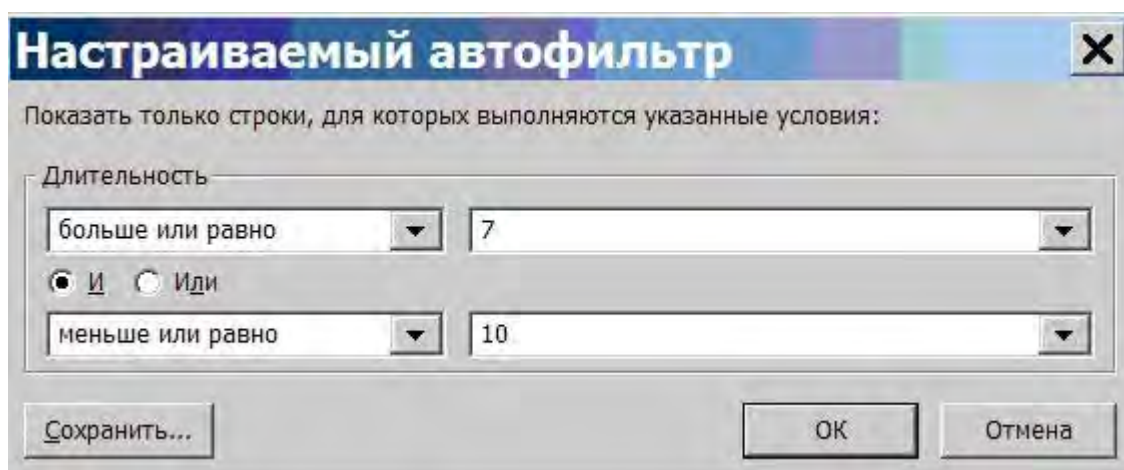 Настраиваемый автофильтр
Показать только строки, для которых выполняются указанные условия:
Длительность
больше или равно 7
И Или
меньше или равно 10
Сохранить... ОК Отмена